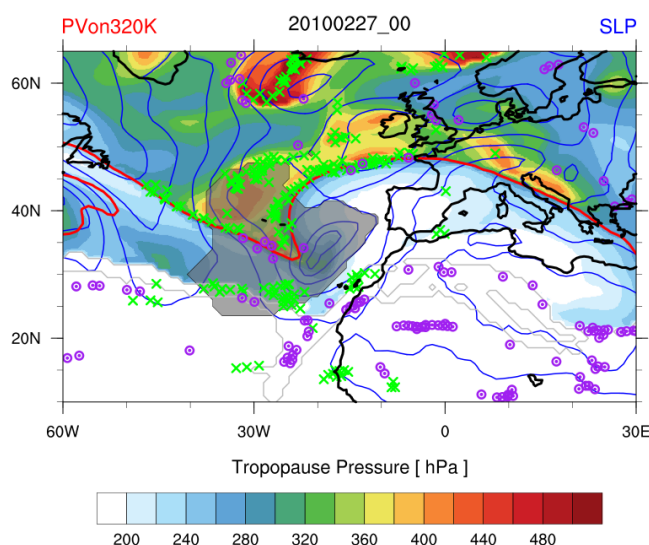 PVon320K 20100227_00 SLP
60N
40N
20N
60W 30W 0 30E
Tropopause Pressure [ hPa ]
200 240 280 320 360 400 440 480